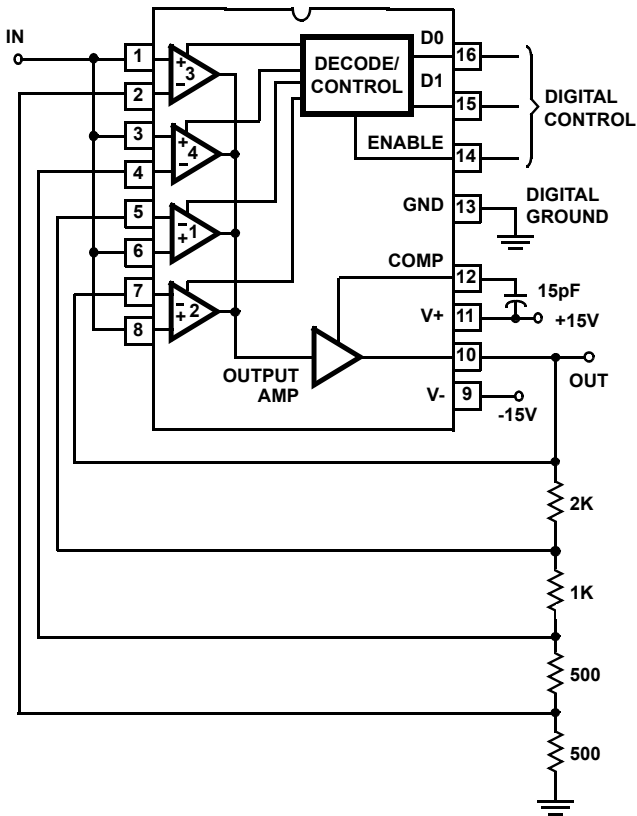 IN
1
2
3
4
5
6
7
8
+
3
−
+
4
−
−
+
1
−
+
2
DECODE/
CONTROL
D0
16
D1
15
ENABLE
14
DIGITAL
CONTROL
GND
13
DIGITAL
GROUND
COMP
12
15pF
V+
11
+15V
10
OUT
OUTPUT
AMP
V-
9
-15V
2K
1K
500
500